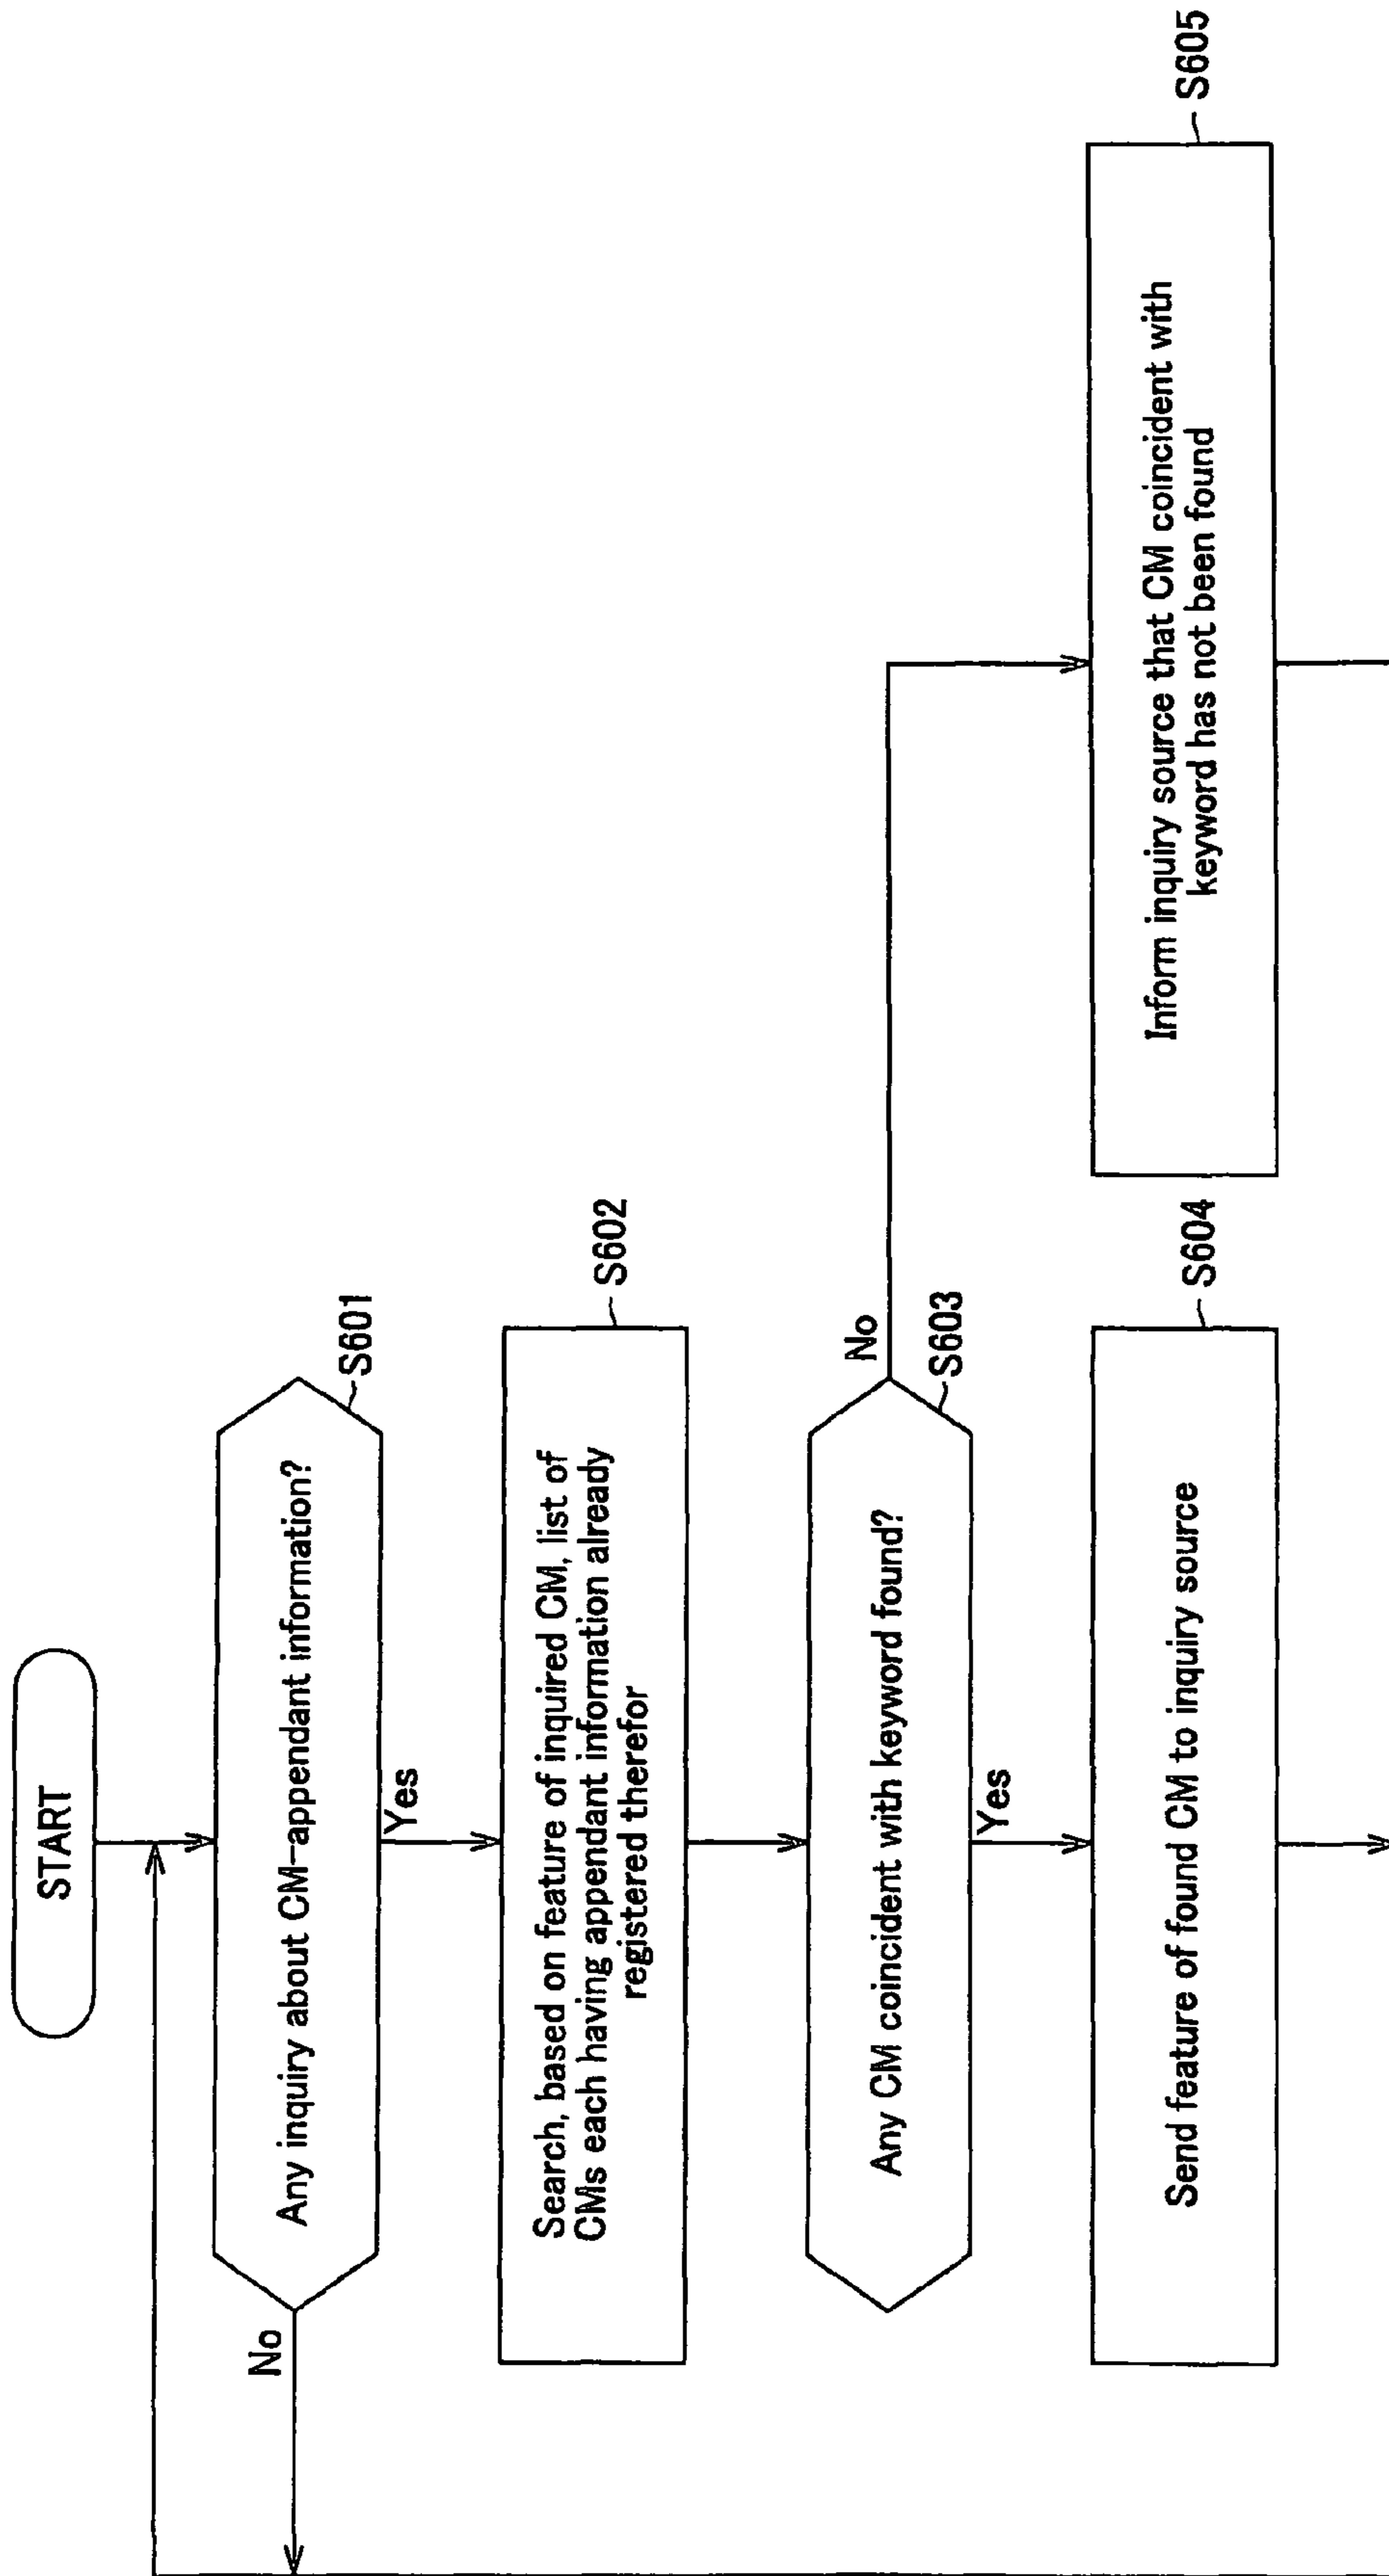 START
Any inquiry about CM-appendant information?
S601
No
Yes
Search, based on feature of inquired CM, list of
CMs each having appendant information already
registered therefor
S602
Any CM coincident with keyword found?
S603
No
Yes
Send feature of found CM to inquiry source
S604
Inform inquiry source that CM coincident with
keyword has not been found
S605